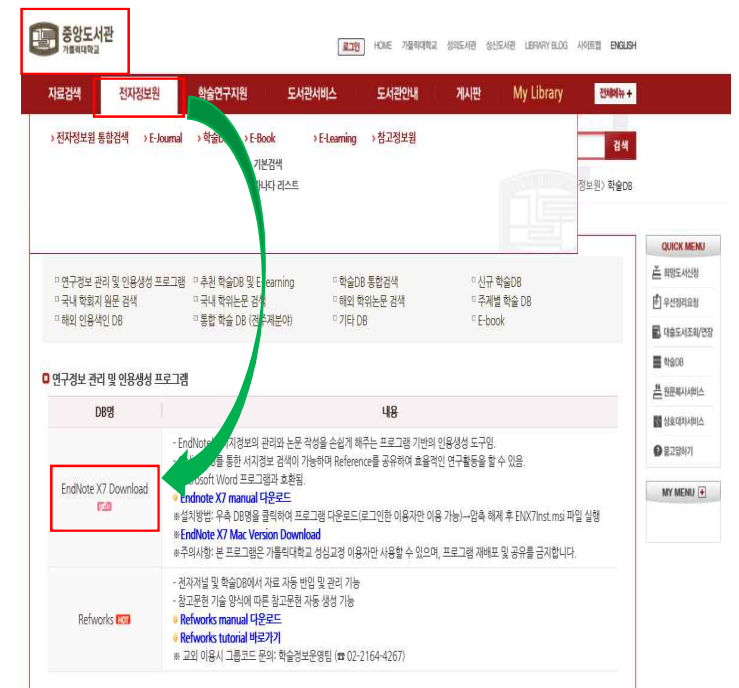 중앙도서관
가톨릭대학교
로그인 HOME 가톨릭대학교 성의도서관 성신도서관 LIBRARY BLOG 사이트맵 ENGLISH
자료검색 전자정보원 학술연구지원 도서관서비스 도서관안내 게시판 My Library 전체메뉴 +
› 전자정보원 통합검색 › E-Journal › 학술 › E-Book › E-Learning › 참고정보원
검색
기본검색
리스트
정보원> 학술DB
QUICK MENU
희망도서신청
우선정리요청
대출도서조회/연장
학술DB
원문복사서비스
상호대차서비스
묻고답하기
MY MENU +
연구정보 관리 및 인용생성 프로그램 추천 학술DB 및 E-Learning 학술DB 통합검색 신규 학술DB
국내 학회지 원문 검색 국내 학위논문 검색 해외 학위논문 검색 주제별 학술 DB
해외 인용색인 DB 통합 학술 DB (전주제분야) 기타 DB E-book
연구정보 관리 및 인용생성 프로그램
DB명 내용
EndNote X7 Download
- EndNote 서지정보의 관리와 논문 작성을 손쉽게 해주는 프로그램 기반의 인용생성 도구임.
를 통한 서지정보 검색이 가능하며 Reference를 공유하여 효율적인 연구활동을 할 수 있음.
Microsoft Word 프로그램과 호환됨.
Endnote X7 manual 다운로드
※설치방법: 우측 DB명을 클릭하여 프로그램 다운로드(로그인한 이용자만 이용 가능)→압축 해제 후 ENX7Inst.msi 파일 실행
※EndNote X7 Mac Version Download
※주의사항: 본 프로그램은 가톨릭대학교 성심교정 이용자만 사용할 수 있으며, 프로그램 재배포 및 공유를 금지합니다.
Refworks HOT
- 전자저널 및 학술DB에서 자료 자동 반입 및 관리 기능
- 참고문헌 기술 양식에 따른 참고문헌 자동 생성 기능
Refworks manual 다운로드
Refworks tutorial 바로가기
※ 교외 이용시 그룹코드 문의: 학술정보운영팀 (☎ 02-2164-4267)